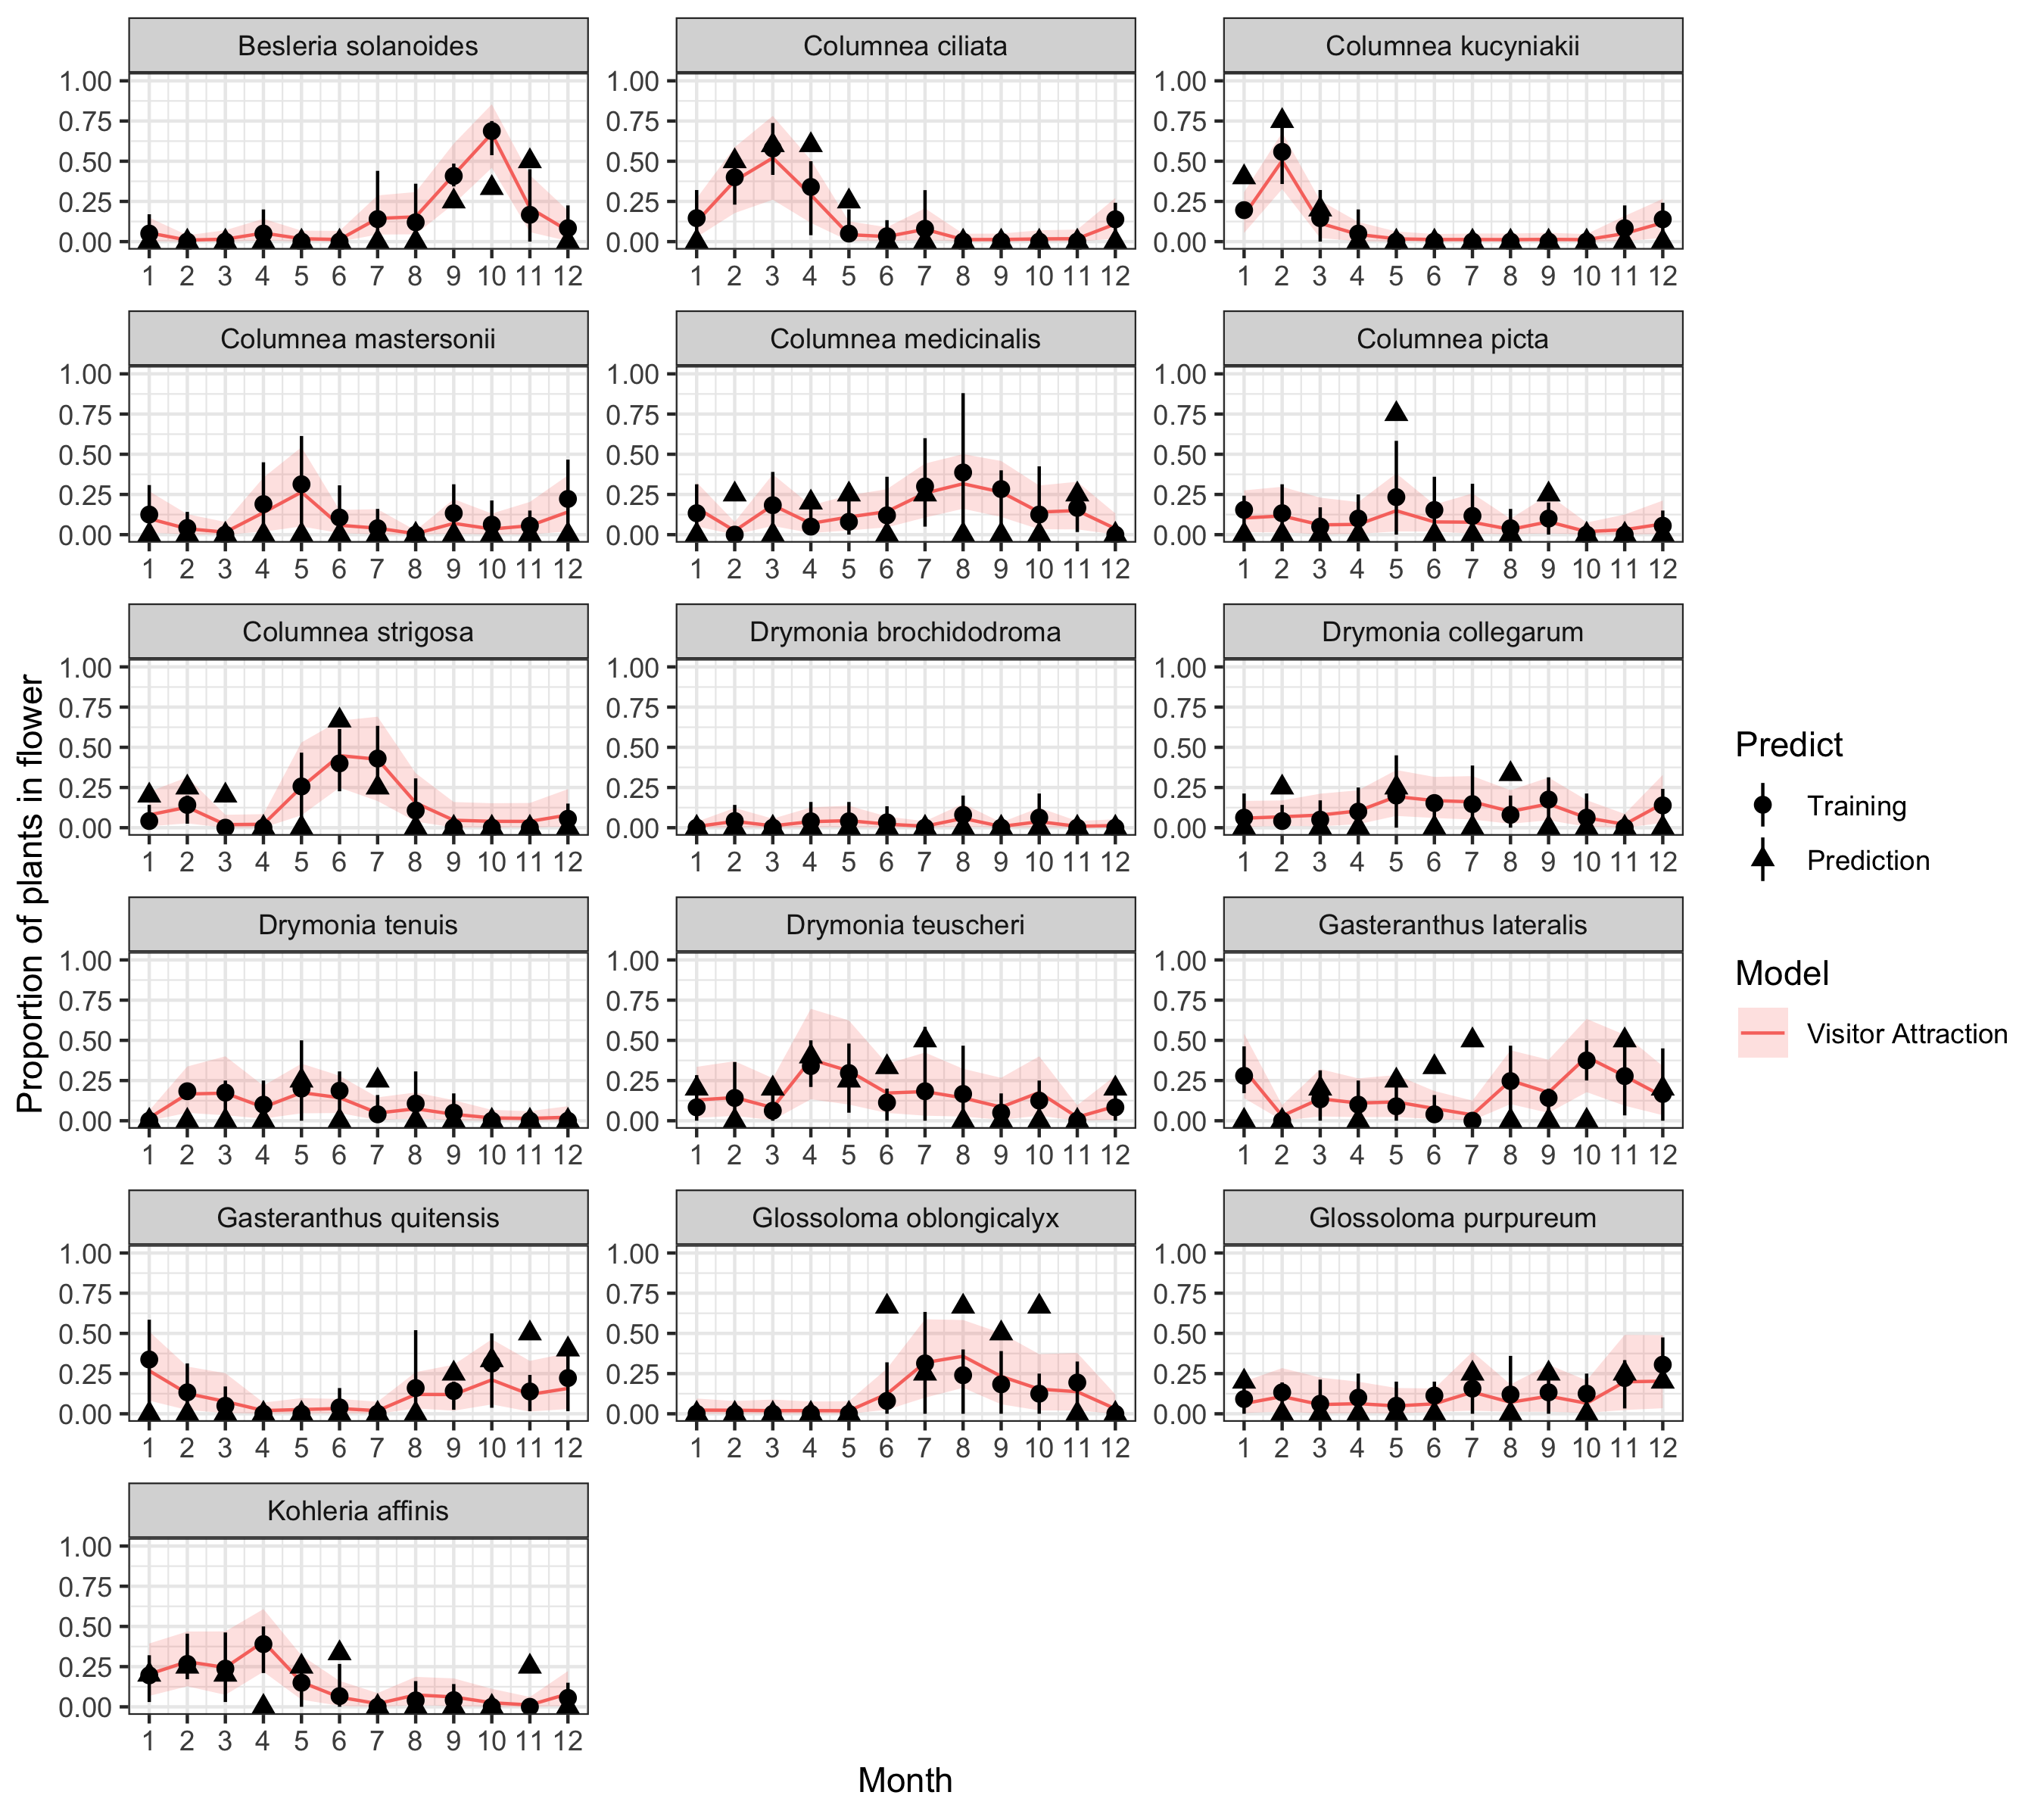 Besleria solanoides
Columnea ciliata
Columnea kucyniakii
1.00
0.75
0.50
0.25
0.00
1.00
0.75
0.50
0.25
0.00
1.00
0.75
0.50
0.25
0.00
1 2 3 4 5 6 7 8 9 10 11 12
1 2 3 4 5 6 7 8 9 10 11 12
1 2 3 4 5 6 7 8 9 10 11 12
Columnea mastersonii
Columnea medicinalis
Columnea picta
1.00
0.75
0.50
0.25
0.00
1.00
0.75
0.50
0.25
0.00
1.00
0.75
0.50
0.25
0.00
1 2 3 4 5 6 7 8 9 10 11 12
1 2 3 4 5 6 7 8 9 10 11 12
1 2 3 4 5 6 7 8 9 10 11 12
Columnea strigosa
Drymonia brochidodroma
Drymonia collegarum
1.00
0.75
0.50
0.25
0.00
1.00
0.75
0.50
0.25
0.00
1.00
0.75
0.50
0.25
0.00
1 2 3 4 5 6 7 8 9 10 11 12
1 2 3 4 5 6 7 8 9 10 11 12
1 2 3 4 5 6 7 8 9 10 11 12
Drymonia tenuis
Drymonia teuscheri
Gasteranthus lateralis
1.00
0.75
0.50
0.25
0.00
1.00
0.75
0.50
0.25
0.00
1.00
0.75
0.50
0.25
0.00
1 2 3 4 5 6 7 8 9 10 11 12
1 2 3 4 5 6 7 8 9 10 11 12
1 2 3 4 5 6 7 8 9 10 11 12
Gasteranthus quitensis
Glossoloma oblongicalyx
Glossoloma purpureum
1.00
0.75
0.50
0.25
0.00
1.00
0.75
0.50
0.25
0.00
1.00
0.75
0.50
0.25
0.00
1 2 3 4 5 6 7 8 9 10 11 12
1 2 3 4 5 6 7 8 9 10 11 12
1 2 3 4 5 6 7 8 9 10 11 12
Kohleria affinis
1.00
0.75
0.50
0.25
0.00
1 2 3 4 5 6 7 8 9 10 11 12
Month
Proportion of plants in flower
Predict
Training
Prediction
Model
Visitor Attraction